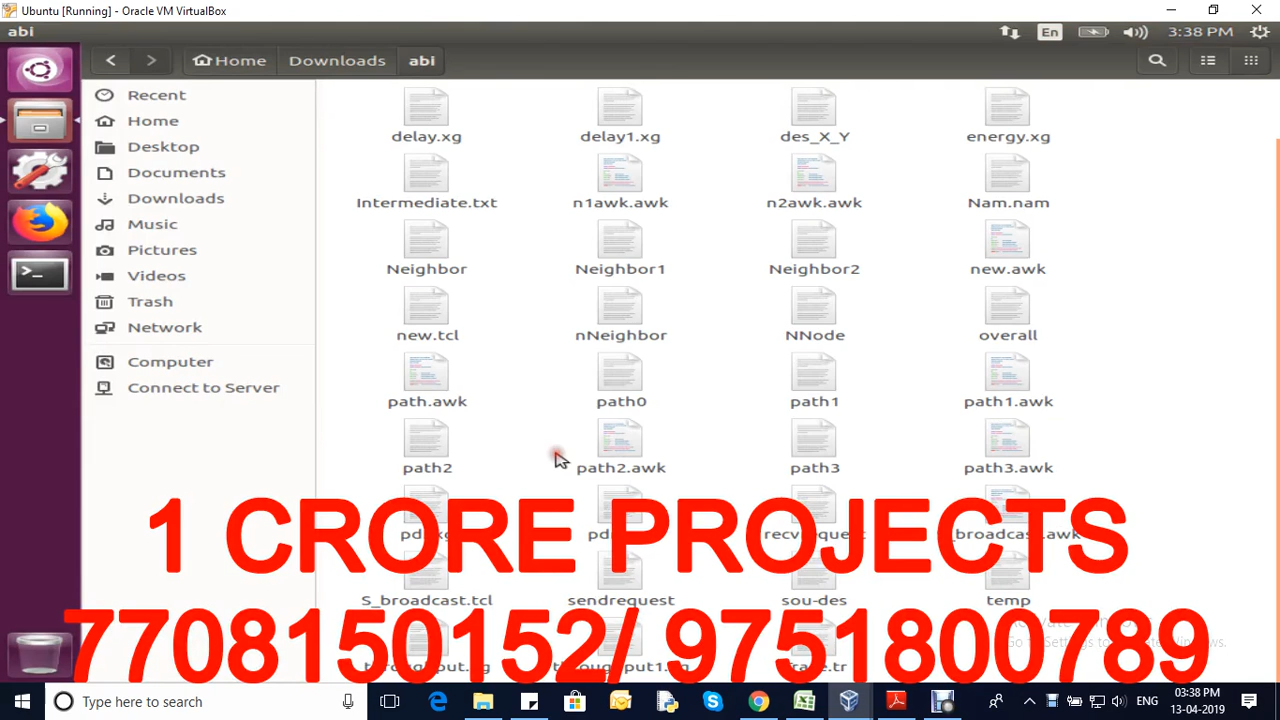 Ubuntu [Running] - Oracle VM VirtualBox
abi
En
3:38 PM
Home
Downloads
abi
Recent
Home
Desktop
Documents
Downloads
Music
Pictures
Videos
Trash
Network
Computer
Connect to Server
delay.xg
delay1.xg
des_X_Y
energy.xg
Intermediate.txt
n1awk.awk
n2awk.awk
Nam.nam
Neighbor
Neighbor1
Neighbor2
new.awk
new.tcl
nNeighbor
NNode
overall
path.awk
path0
path1
path1.awk
path2
path2.awk
path3
path3.awk
1 CRORE PROJECTS
S_broadcast.tcl
sendrequest
sou-des
temp
7708150152/ 9751800789
Type here to search
ENG
03:38 PM
13-04-2019